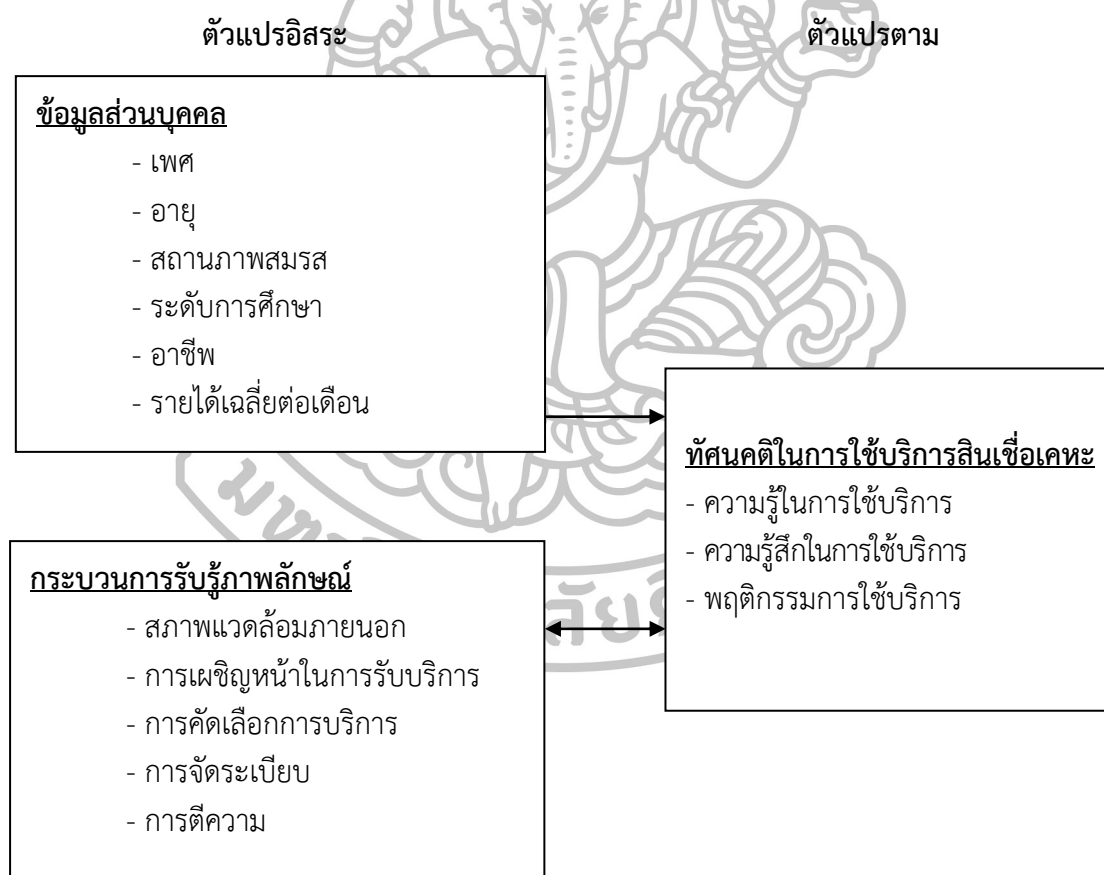 ตัวแปรอิสระ
ตัวแปรตาม
ข้อมูลส่วนบุคคล
- เพศ
- อายุ
- สถานภาพสมรส
- ระดับการศึกษา
- อาชีพ
- รายได้เฉลี่ยต่อเดือน
ทัศนคติในการใช้บริการสินเชื่อเคหะ
- ความรู้ในการใช้บริการ
- ความรู้สึกในการใช้บริการ
- พฤติกรรมการใช้บริการ
กระบวนการรับรู้ภาพลักษณ์
- สภาพแวดล้อมภายนอก
- การเผชิญหน้าในการรับบริการ
- การคัดเลือกการบริการ
- การจัดระเบียบ
- การตีความ